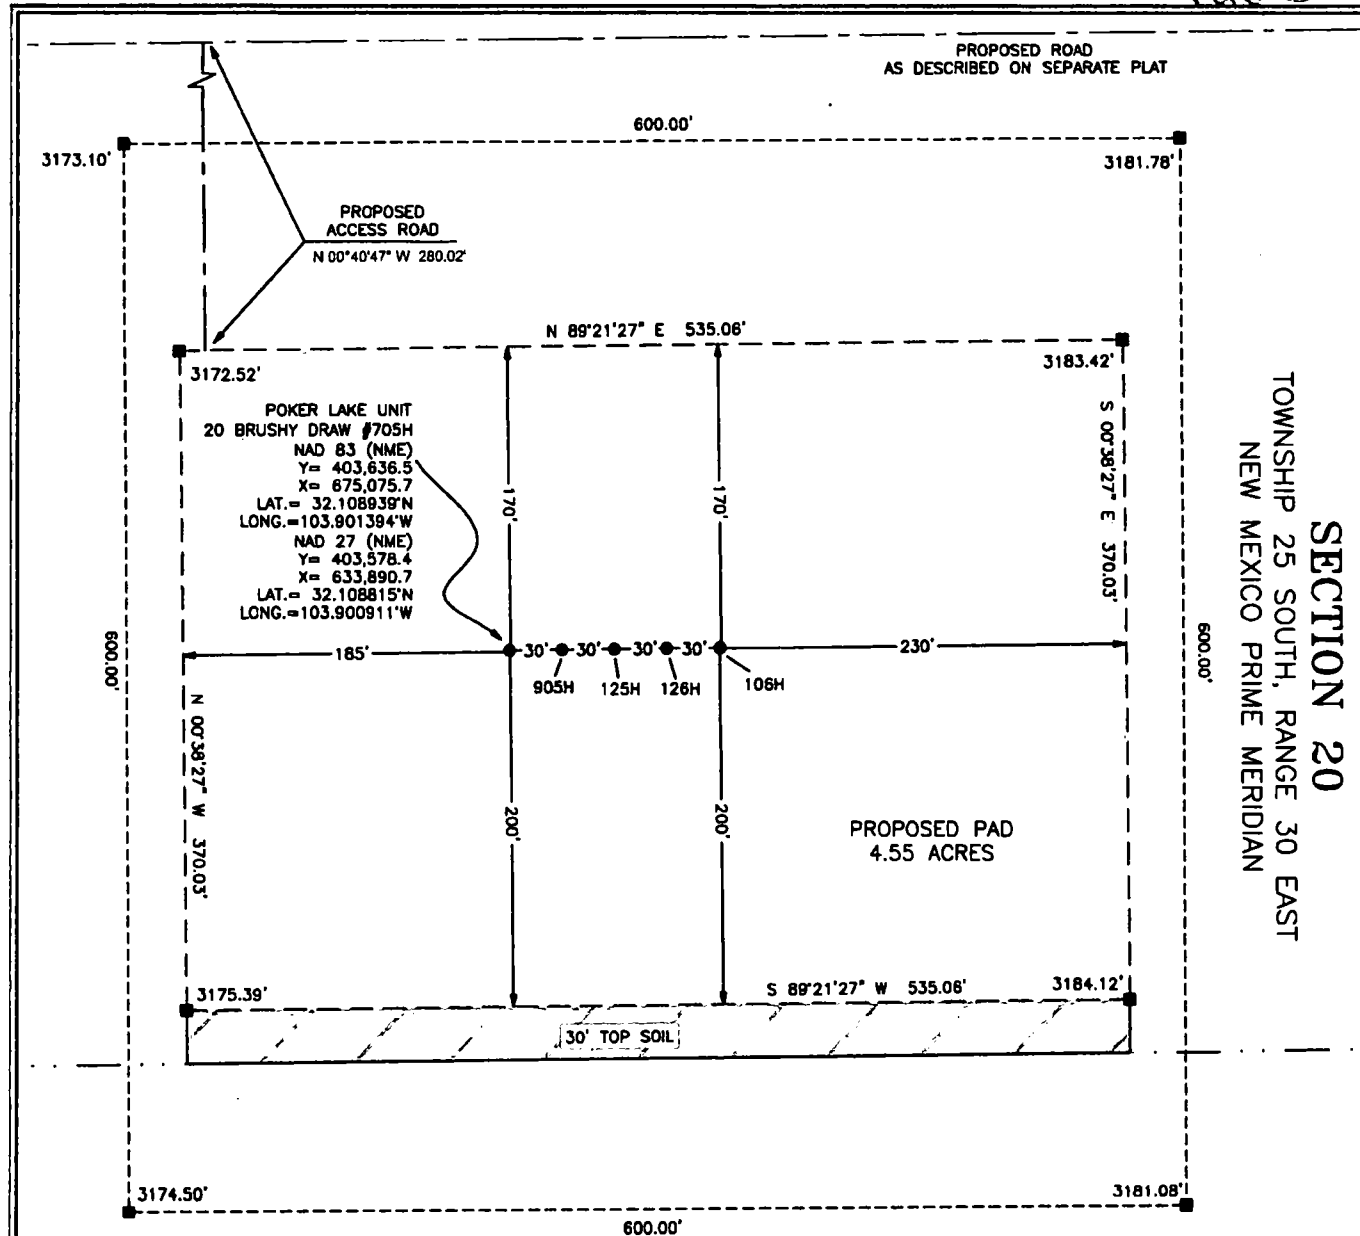 PROPOSED ROAD
AS DESCRIBED ON SEPARATE PLAT
600.00'
3173.10'
3181.78'
PROPOSED
ACCESS ROAD
N 00°40'47" W 280.02'
N 89°21'27" E 535.06'
3172.52'
3183.42'
POKER LAKE UNIT
20 BRUSHY DRAW #705H
NAD 83 (NME)
Y= 403,636.5
X= 675,075.7
LAT.= 32.108939°N
LONG.=103.901394°W
NAD 27 (NME)
Y= 403,578.4
X= 633,890.7
LAT.= 32.108815°N
LONG.=103.900911°W
170'
170'
S 00°38'27" E 370.03'
SECTION 20
TOWNSHIP 25 SOUTH, RANGE 30 EAST
NEW MEXICO PRIME MERIDIAN
600.00'
185'
30'
30'
30'
30'
230'
600.00'
905H
125H
126H
106H
N 00°38'27" W 370.03'
200'
200'
PROPOSED PAD
4.55 ACRES
3175.39'
S 89°21'27" W 535.06'
3184.12'
30' TOP SOIL
3174.50'
3181.08'
600.00'